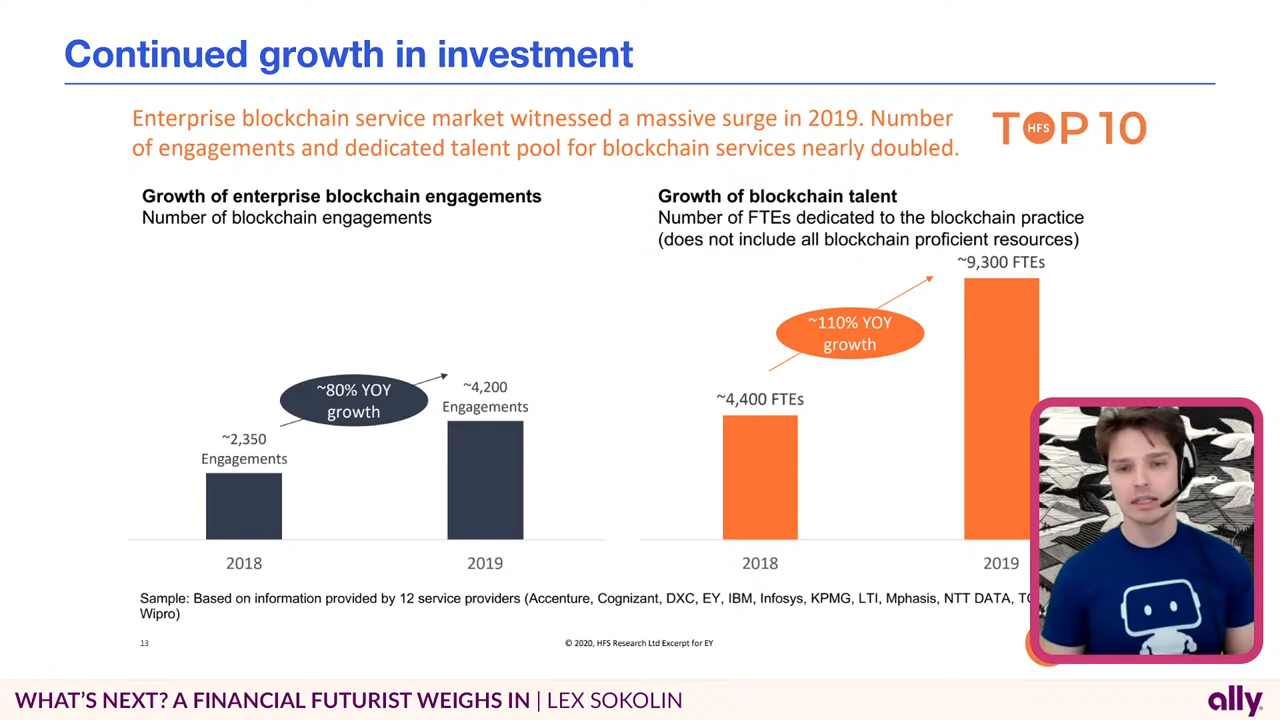 Continued growth in investment
Enterprise blockchain service market witnessed a massive surge in 2019. Number
of engagements and dedicated talent pool for blockchain services nearly doubled.
TOP 10
HFS
Growth of enterprise blockchain engagements
Number of blockchain engagements
~80% YOY
growth
~2,350
Engagements
~4,200
Engagements
2018
2019
Growth of blockchain talent
Number of FTEs dedicated to the blockchain practice
(does not include all blockchain proficient resources)
~9,300 FTEs
~110% YOY
growth
~4,400 FTEs
2018
2019
Sample: Based on information provided by 12 service providers (Accenture, Cognizant, DXC, EY, IBM, Infosys, KPMG, LTI, Mphasis, NTT DATA,
Wipro)
13
© 2020, HFS Research Ltd Excerpt for EY
WHAT'S NEXT? A FINANCIAL FUTURIST WEIGHS IN | LEX SOKOLIN
ally